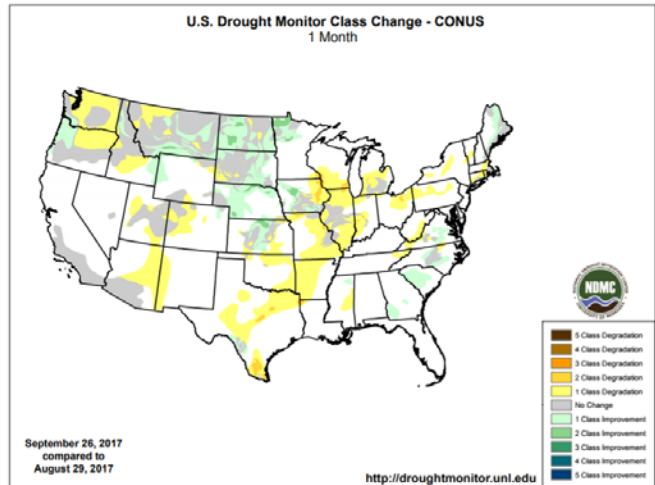 U.S. Drought Monitor Class Change - CONUS
1 Month
NDMC
5 Class Degradation
4 Class Degradation
3 Class Degradation
2 Class Degradation
1 Class Degradation
No Change
1 Class Improvement
2 Class Improvement
3 Class Improvement
4 Class Improvement
5 Class Improvement
September 26, 2017
compared to
August 29, 2017
http://droughtmonitor.unl.edu